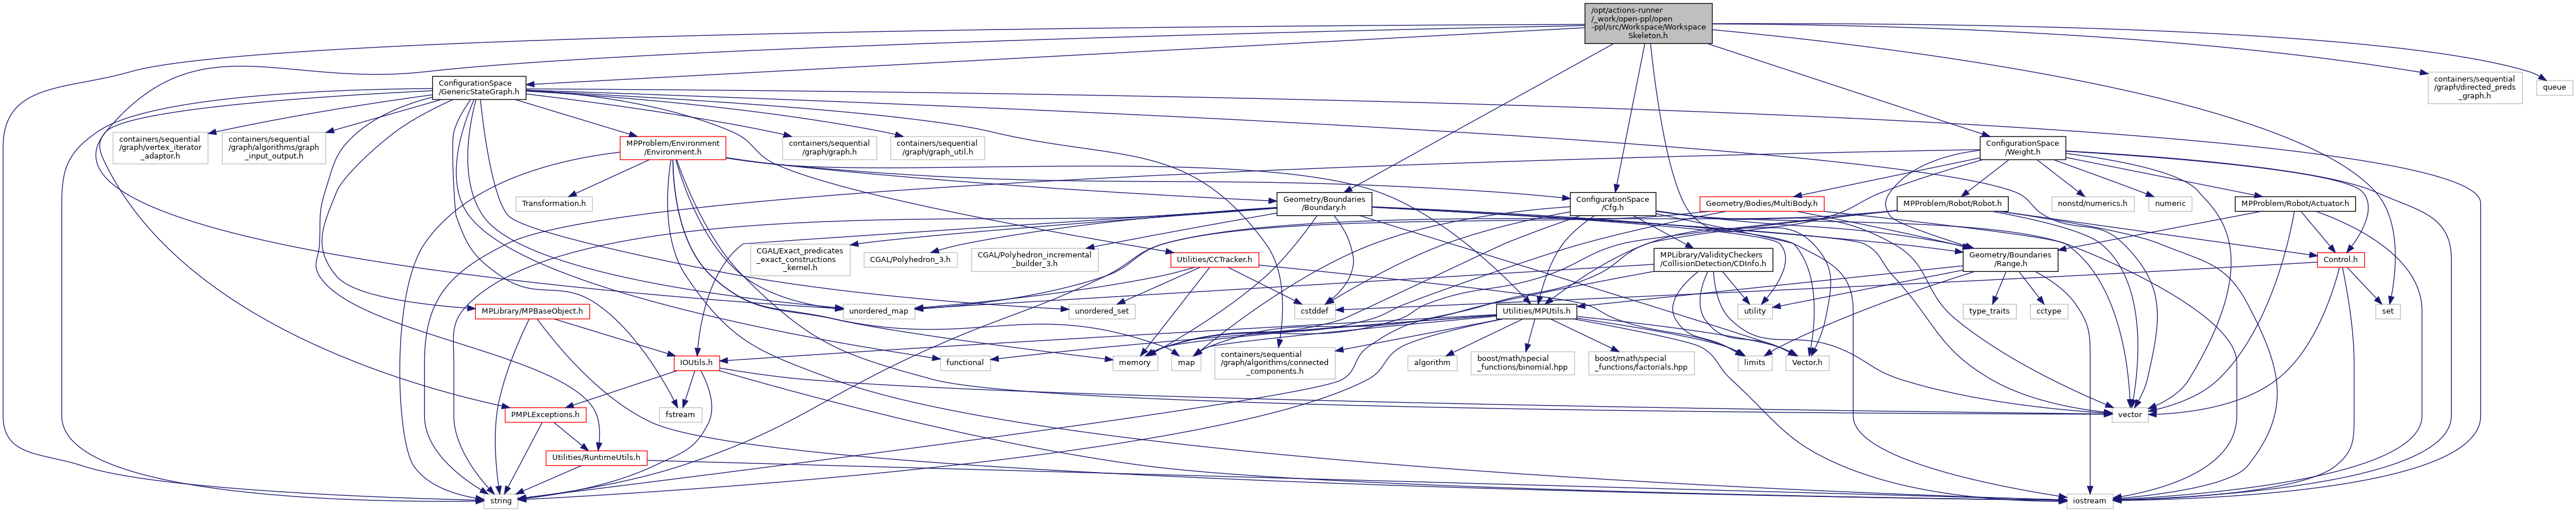 /opt/actions-runner
/_work/open-ppl/open
-ppl/src/Workspace/Workspace
Skeleton.h
ConfigurationSpace
/GenericStateGraph.h
containers/sequential
/graph/directed_preds
_graph.h
queue
containers/sequential
/graph/vertex_iterator
_adaptor.h
containers/sequential
/graph/algorithms/graph
_input_output.h
MPProblem/Environment
/Environment.h
containers/sequential
/graph/graph.h
containers/sequential
/graph/graph_util.h
ConfigurationSpace
/Weight.h
Transformation.h
Geometry/Boundaries
/Boundary.h
ConfigurationSpace
/Cfg.h
Geometry/Bodies/MultiBody.h
MPProblem/Robot/Robot.h
nonstd/numerics.h
numeric
MPProblem/Robot/Actuator.h
CGAL/Exact_predicates
_exact_constructions
_kernel.h
CGAL/Polyhedron_3.h
CGAL/Polyhedron_incremental
_builder_3.h
Utilities/CCTracker.h
MPLibrary/ValidityCheckers
/CollisionDetection/CDInfo.h
Geometry/Boundaries
/Range.h
Control.h
MPLibrary/MPBaseObject.h
unordered_map
unordered_set
cstddef
Utilities/MPUtils.h
utility
type_traits
cctype
set
IOUtils.h
functional
memory
map
containers/sequential
/graph/algorithms/connected
_components.h
algorithm
boost/math/special
_functions/binomial.hpp
boost/math/special
_functions/factorials.hpp
limits
Vector.h
PMPLExceptions.h
fstream
vector
Utilities/RuntimeUtils.h
string
iostream